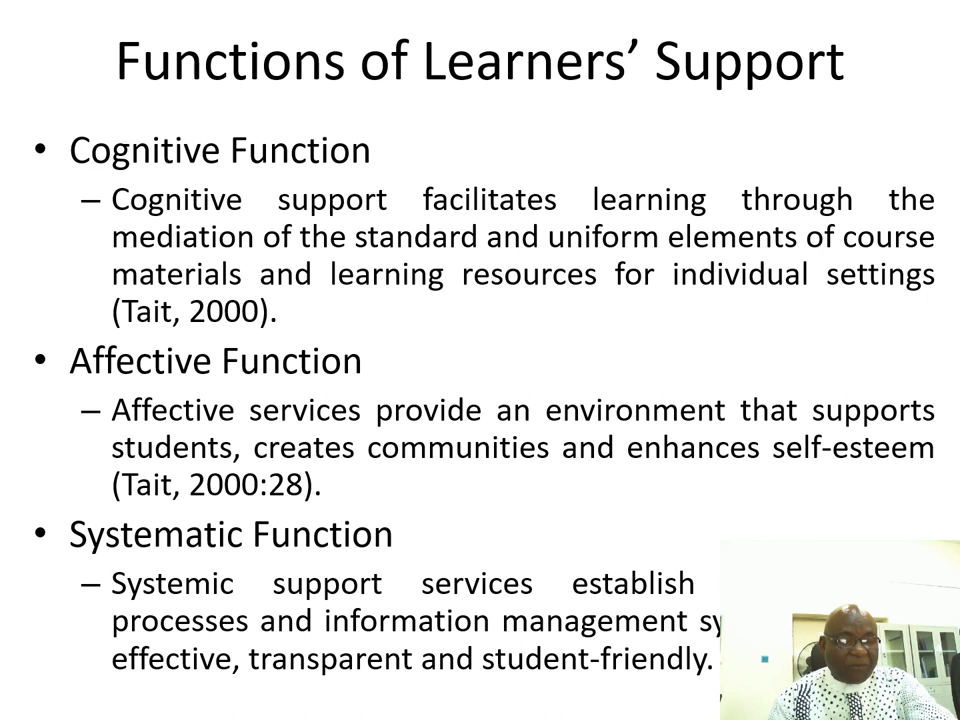 Functions of Learners’ Support
• Cognitive Function
– Cognitive support facilitates learning through the
mediation of the standard and uniform elements of course
materials and learning resources for individual settings
(Tait, 2000).
• Affective Function
– Affective services provide an environment that supports
students, creates communities and enhances self-esteem
(Tait, 2000:28).
• Systematic Function
– Systemic support services establish
processes and information management
effective, transparent and student-friendly.